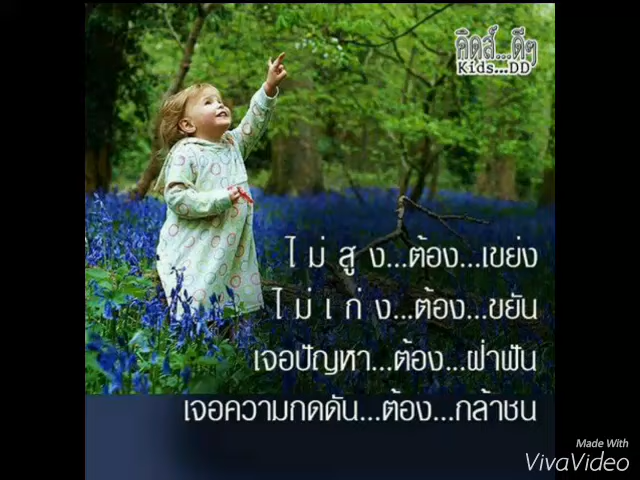 คิดส์...ดีๆ
Kids...DD
ไม่สูง...ต้อง...เขย่ง
ไม่เก่ง...ต้อง...ขยัน
เจอปัญหา...ต้อง...ฝ่าฟัน
เจอความกดดัน...ต้อง...กล้าชน
Made With
VivaVideo